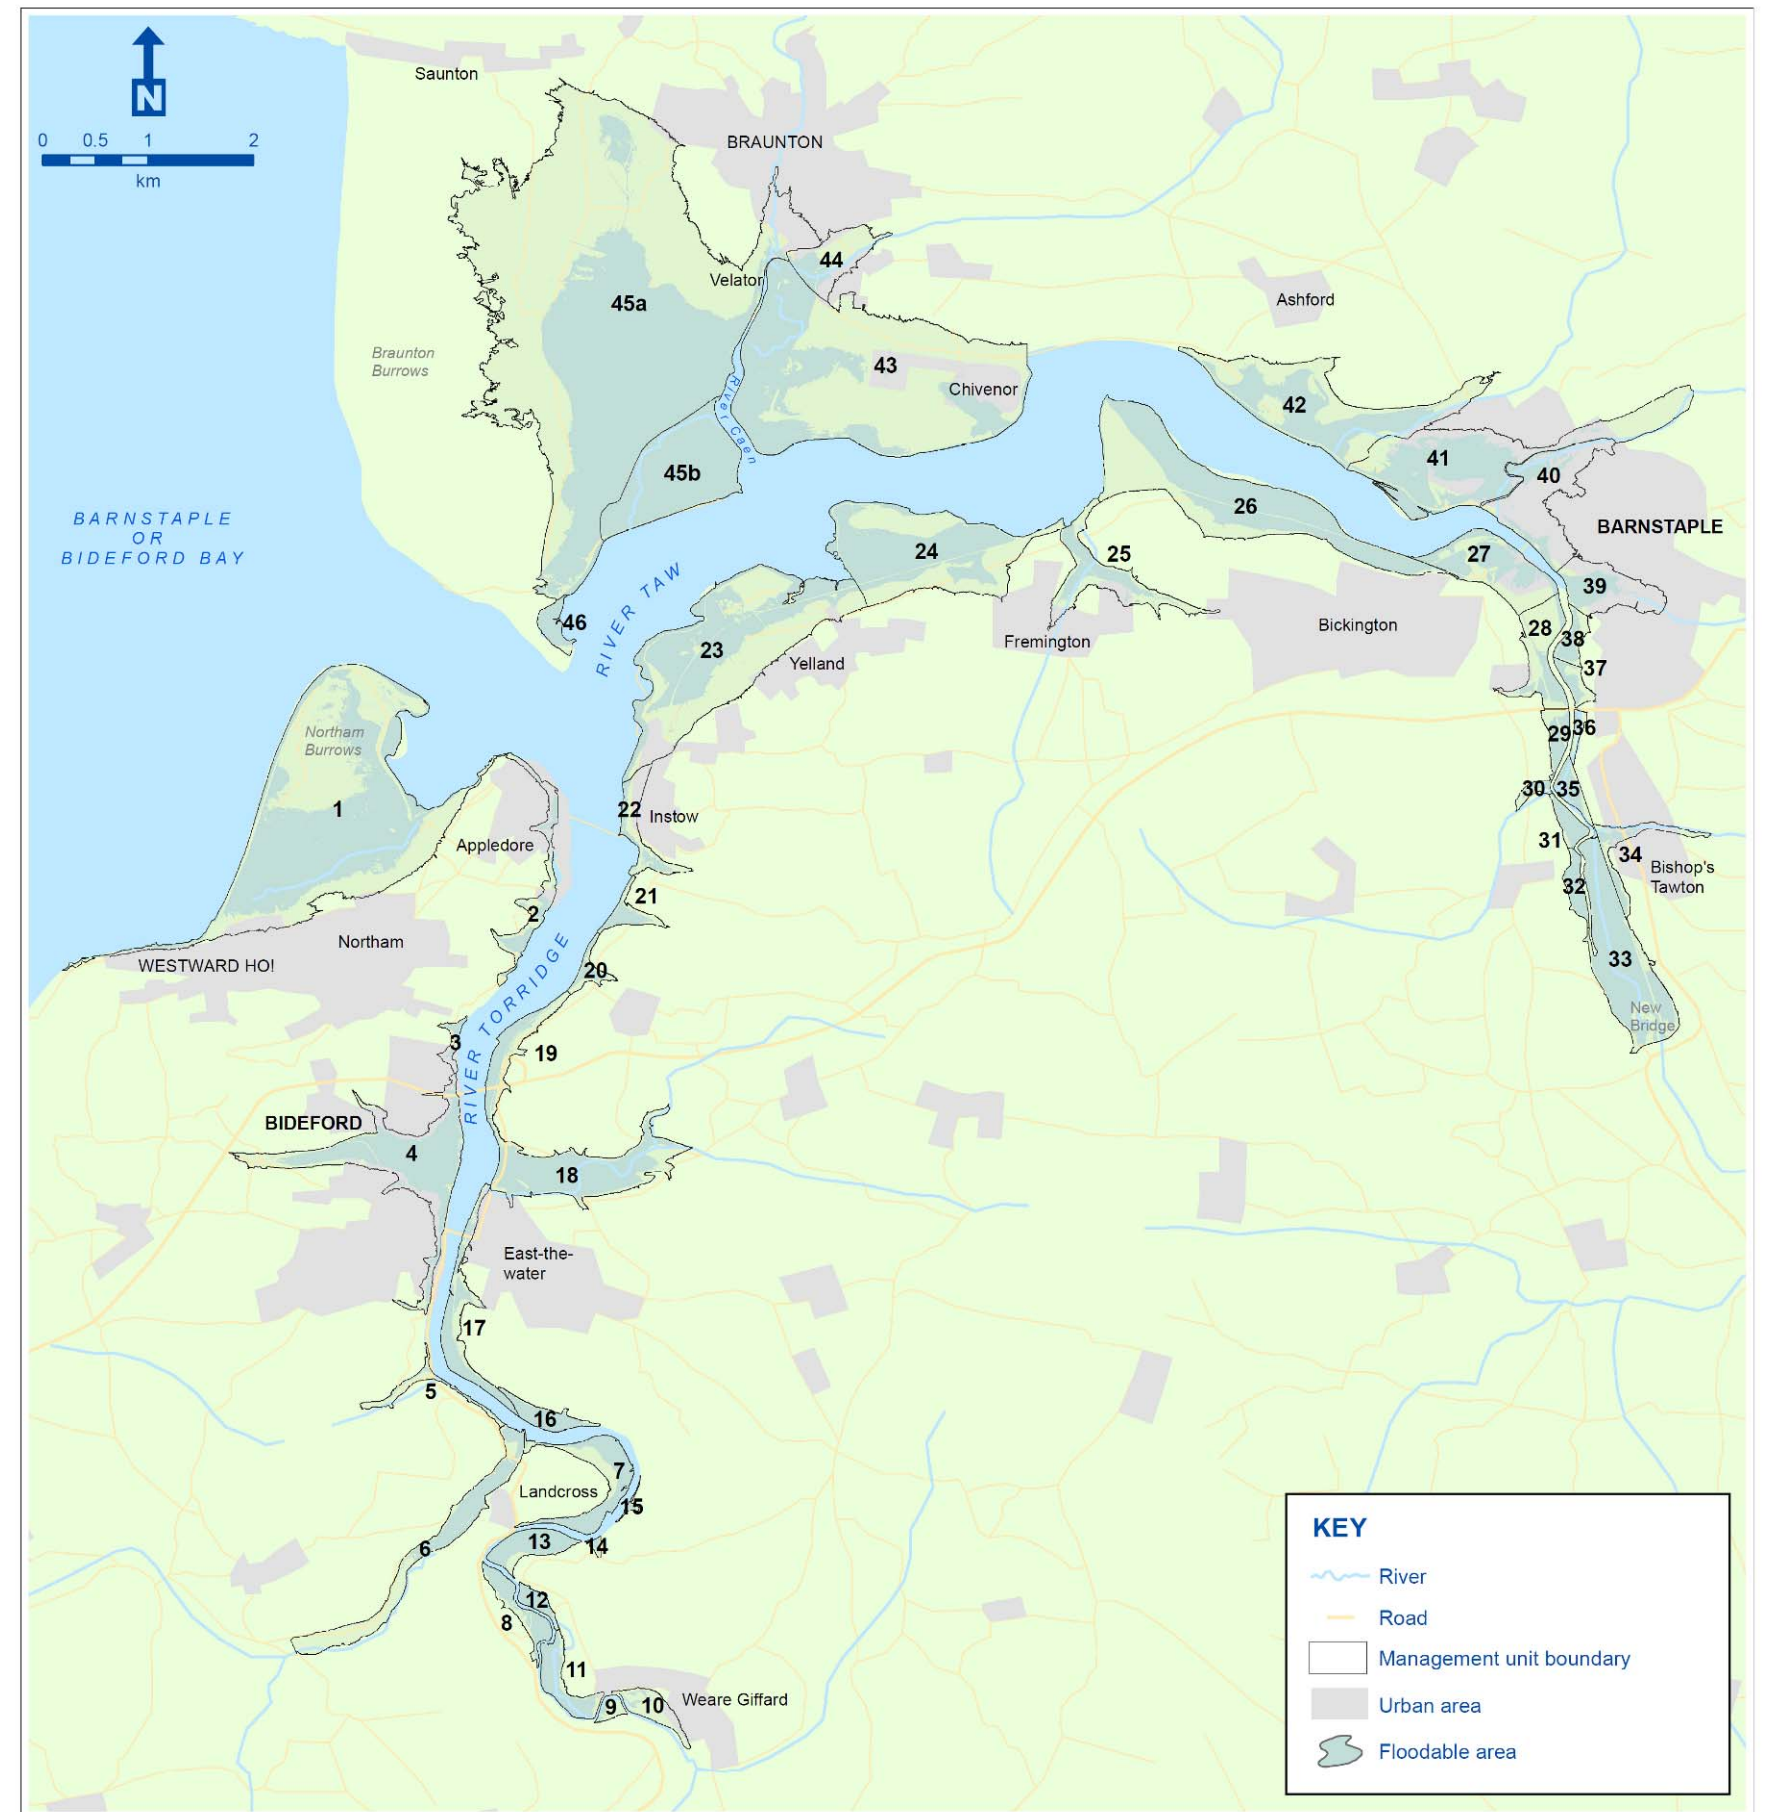 Saunton
N
0 0.5 1 2
km
BRAUNTON
44
Velator
45a
Ashford
Braunton
Burrows
43
Chivenor
River Caen
42
41
40
45b
26
BARNSTAPLE
OR
BIDEFORD BAY
BARNSTAPLE
24
25
27
39
RIVER TAW
46
Fremington
Bickington
28
38
23
Yelland
37
Northam
Burrows
29
36
30
35
1
22
Instow
Appledore
31
34
Bishop's
Tawton
32
21
2
Northam
WESTWARD HO!
33
20
RIVER TORRIDGE
New
Bridge
3
19
BIDEFORD
4
18
East-the-
water
17
5
16
7
Landcross
15
13
14
6
12
8
11
9
10
Weare Giffard
KEY
River
Road
Management unit boundary
Urban area
Floodable area